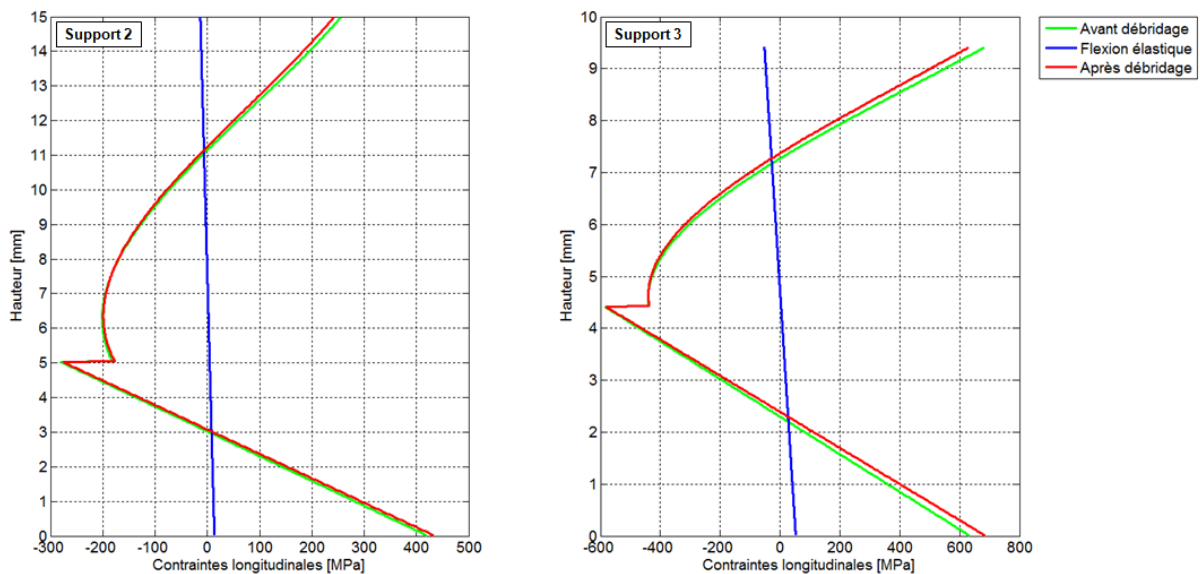 Support 2
15
14
13
12
11
10
9
8
7
6
5
4
3
2
1
0
Hauteur [mm]
-300 -200 -100 0 100 200 300 400 500
Contraintes longitudinales [MPa]
Support 3
10
9
8
7
6
5
4
3
2
1
0
Hauteur [mm]
-600 -400 -200 0 200 400 600 800
Contraintes longitudinales [MPa]
Avant débridage
Flexion élastique
Après débridage